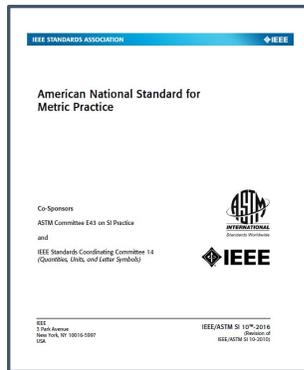 IEEE STANDARDS ASSOCIATION
IEEE
American National Standard for
Metric Practice
Co-Sponsors
ASTM Committee E43 on SI Practice
and
IEEE Standards Coordinating Committee 14
(Quantities, Units, and Letter Symbols)
ASTM
INTERNATIONAL
Standards Worldwide
IEEE
IEEE
3 Park Avenue
New York, NY 10016-5997
USA
IEEE/ASTM SI 10™-2016
(Revision of
IEEE/ASTM SI 10-2010)